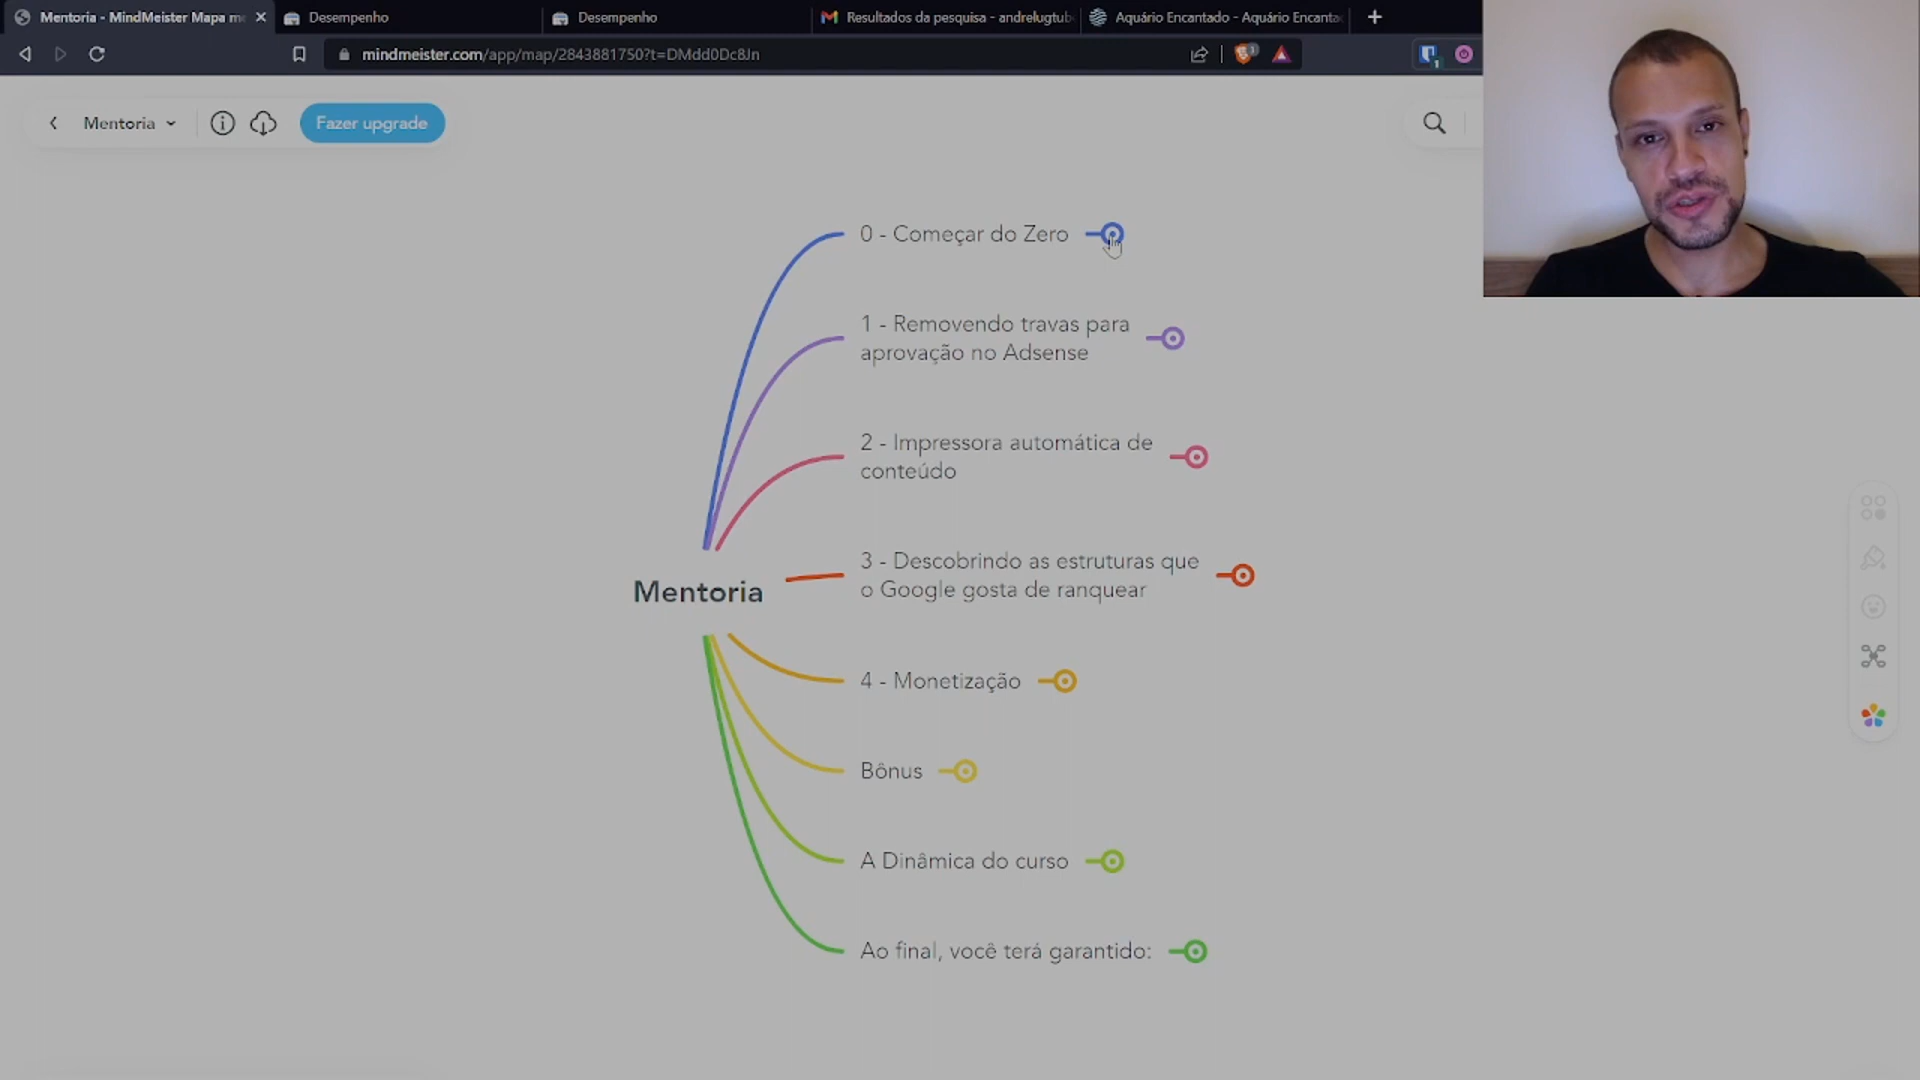 Mentoria - MindMeister Mapa m
Desempenho
Desempenho
Resultados da pesquisa - andrelugtub
Aquário Encantado - Aquário Encanta
mindmeister.com/app/map/2843881750?t=DMdd0Dc8Jn
1
1
Mentoria
Fazer upgrade
0 - Começar do Zero
1 - Removendo travas para
aprovação no Adsense
2 - Impressora automática de
conteúdo
3 - Descobrindo as estruturas que
o Google gosta de ranquear
Mentoria
4 - Monetização
Bônus
A Dinâmica do curso
Ao final, você terá garantido: